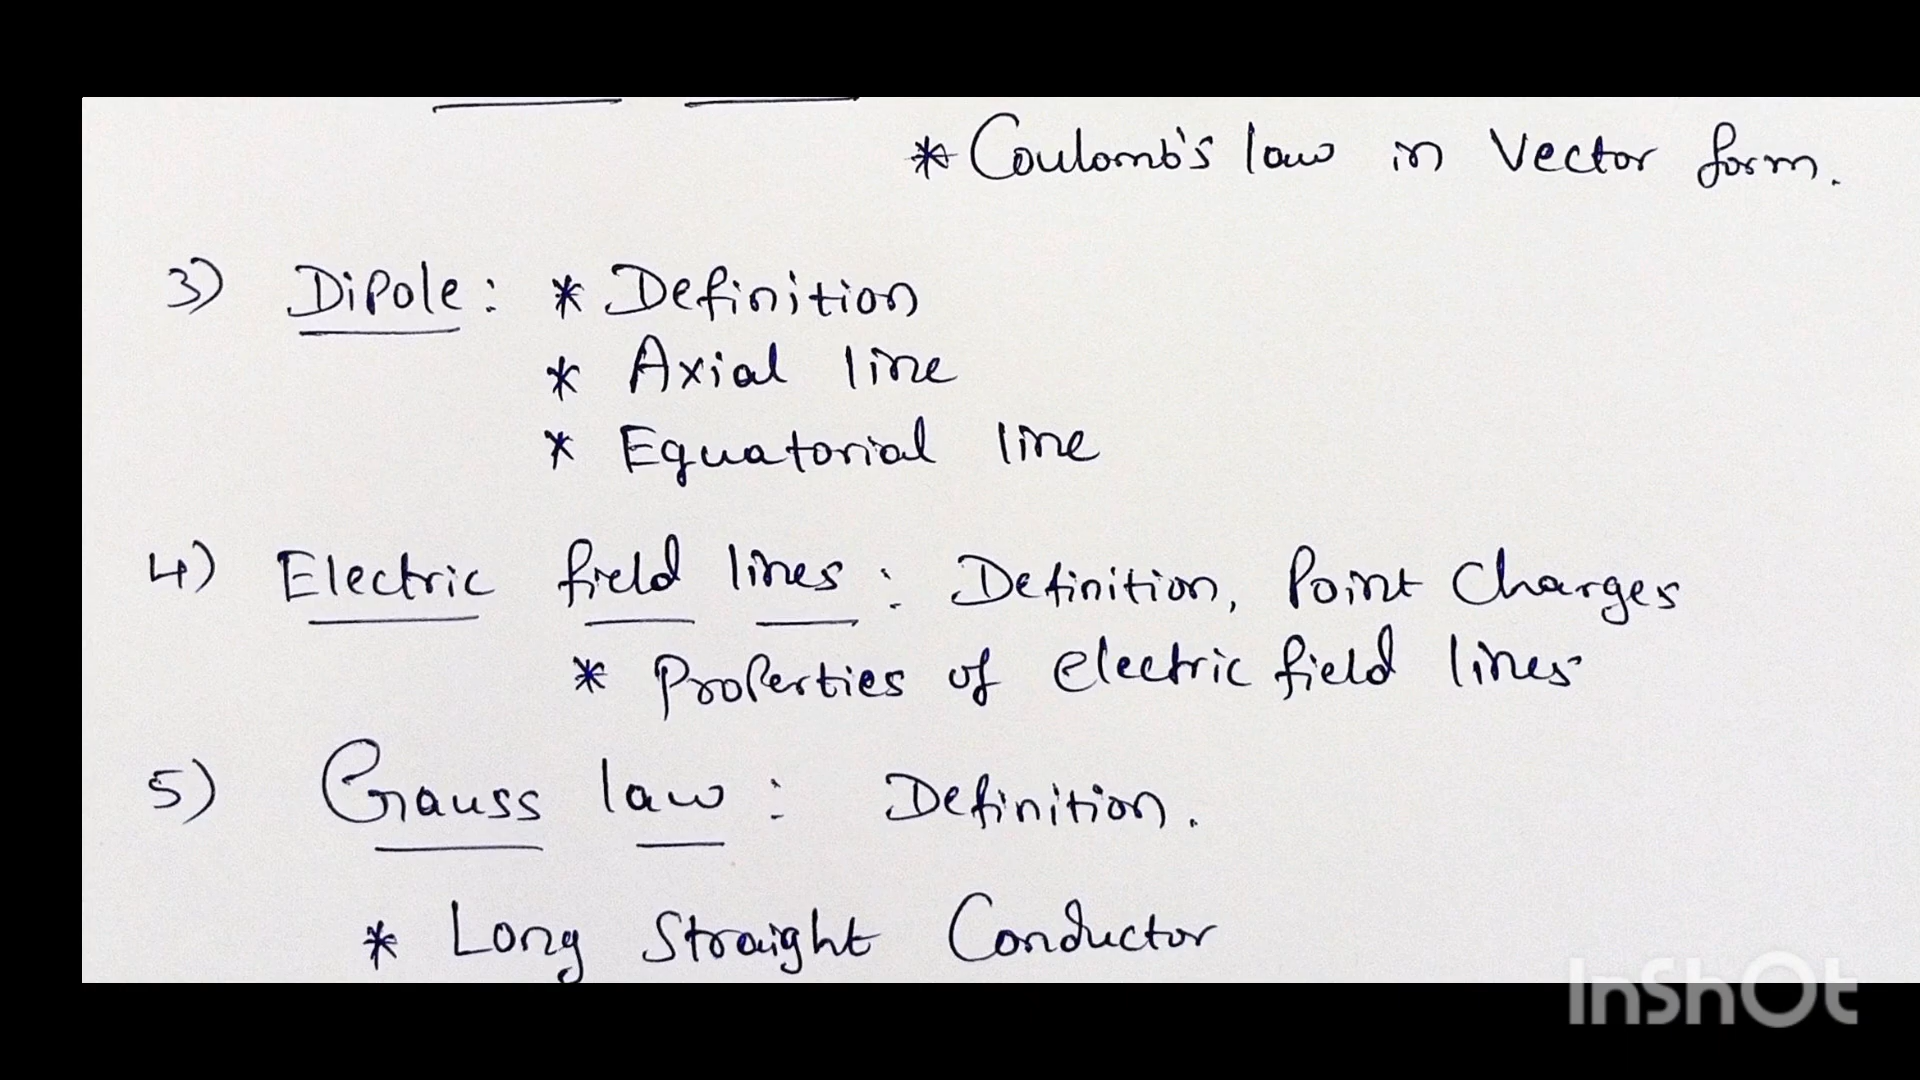 * Coulomb's law in Vector form.
3) Dipole : * Definition
* Axial line
* Equatorial line
4) Electric field lines : Definition, Point Charges
* Properties of electric field lines
5) Gauss law : Definition.
* Long Straight Conductor
InShOt